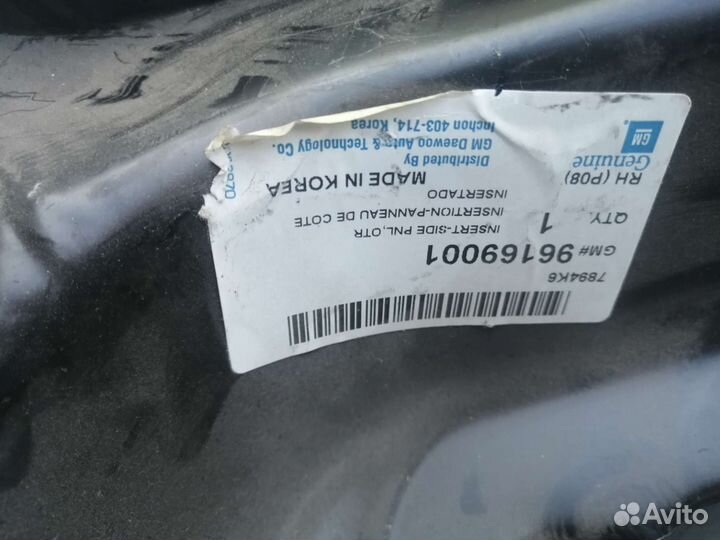 7894K6
GM# 96169001
QTY. 1
INSERT-SIDE PNL,OTR
INSERTION-PANNEAU DE COTE
INSERTADO
RH (P08)
MADE IN KOREA
GM
Genuine
Distributed By
GM Daewoo Auto & Technology Co.
Inchon 403-714, Korea
Avito